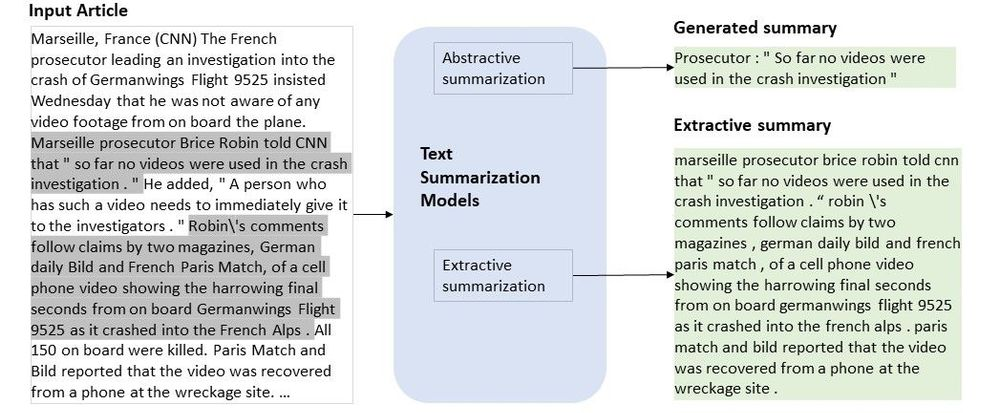 Input Article
Marseille, France (CNN) The French
prosecutor leading an investigation into the
crash of Germanwings Flight 9525 insisted
Wednesday that he was not aware of any
video footage from on board the plane.
Marseille prosecutor Brice Robin told CNN
that " so far no videos were used in the crash
investigation . " He added, " A person who
has such a video needs to immediately give it
to the investigators . " Robin\'s comments
follow claims by two magazines, German
daily Bild and French Paris Match, of a cell
phone video showing the harrowing final
seconds from on board Germanwings Flight
9525 as it crashed into the French Alps . All
150 on board were killed. Paris Match and
Bild reported that the video was recovered
from a phone at the wreckage site. ...
Abstractive
summarization
Text
Summarization
Models
Extractive
summarization
Generated summary
Prosecutor : " So far no videos were
used in the crash investigation "
Extractive summary
marseille prosecutor brice robin told cnn
that " so far no videos were used in the
crash investigation . “ robin \'s
comments follow claims by two
magazines , german daily bild and french
paris match , of a cell phone video
showing the harrowing final seconds
from on board germanwings flight 9525
as it crashed into the french alps . paris
match and bild reported that the video
was recovered from a phone at the
wreckage site .